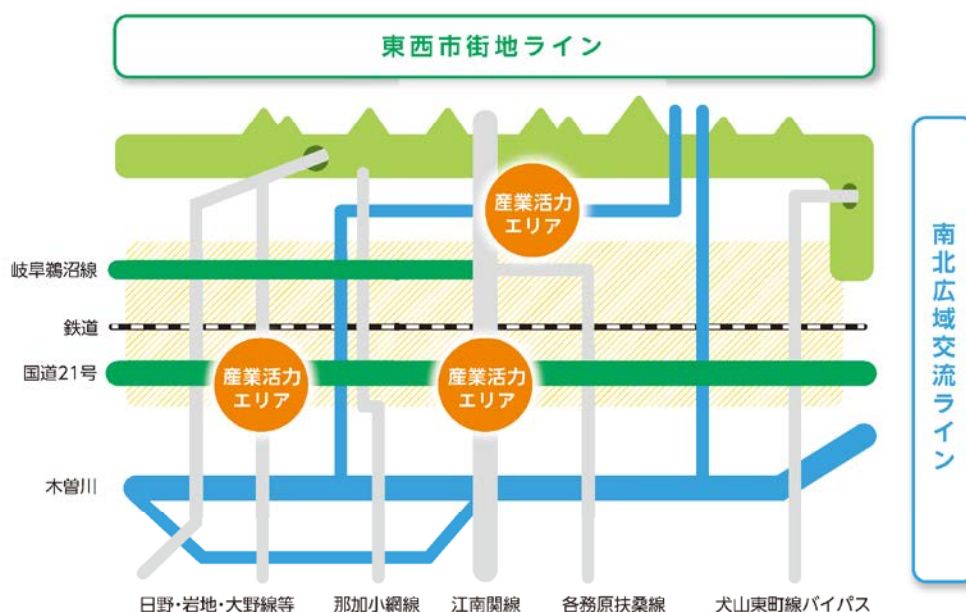 東西市街地ライン
産業活力
エリア
南北広域交流ライン
岐阜鵜沼線
鉄道
国道21号
産業活力
エリア
産業活力
エリア
木曽川
日野・岩地・大野線等
那加小網線
江南関線
各務原扶桑線
犬山東町線バイパス